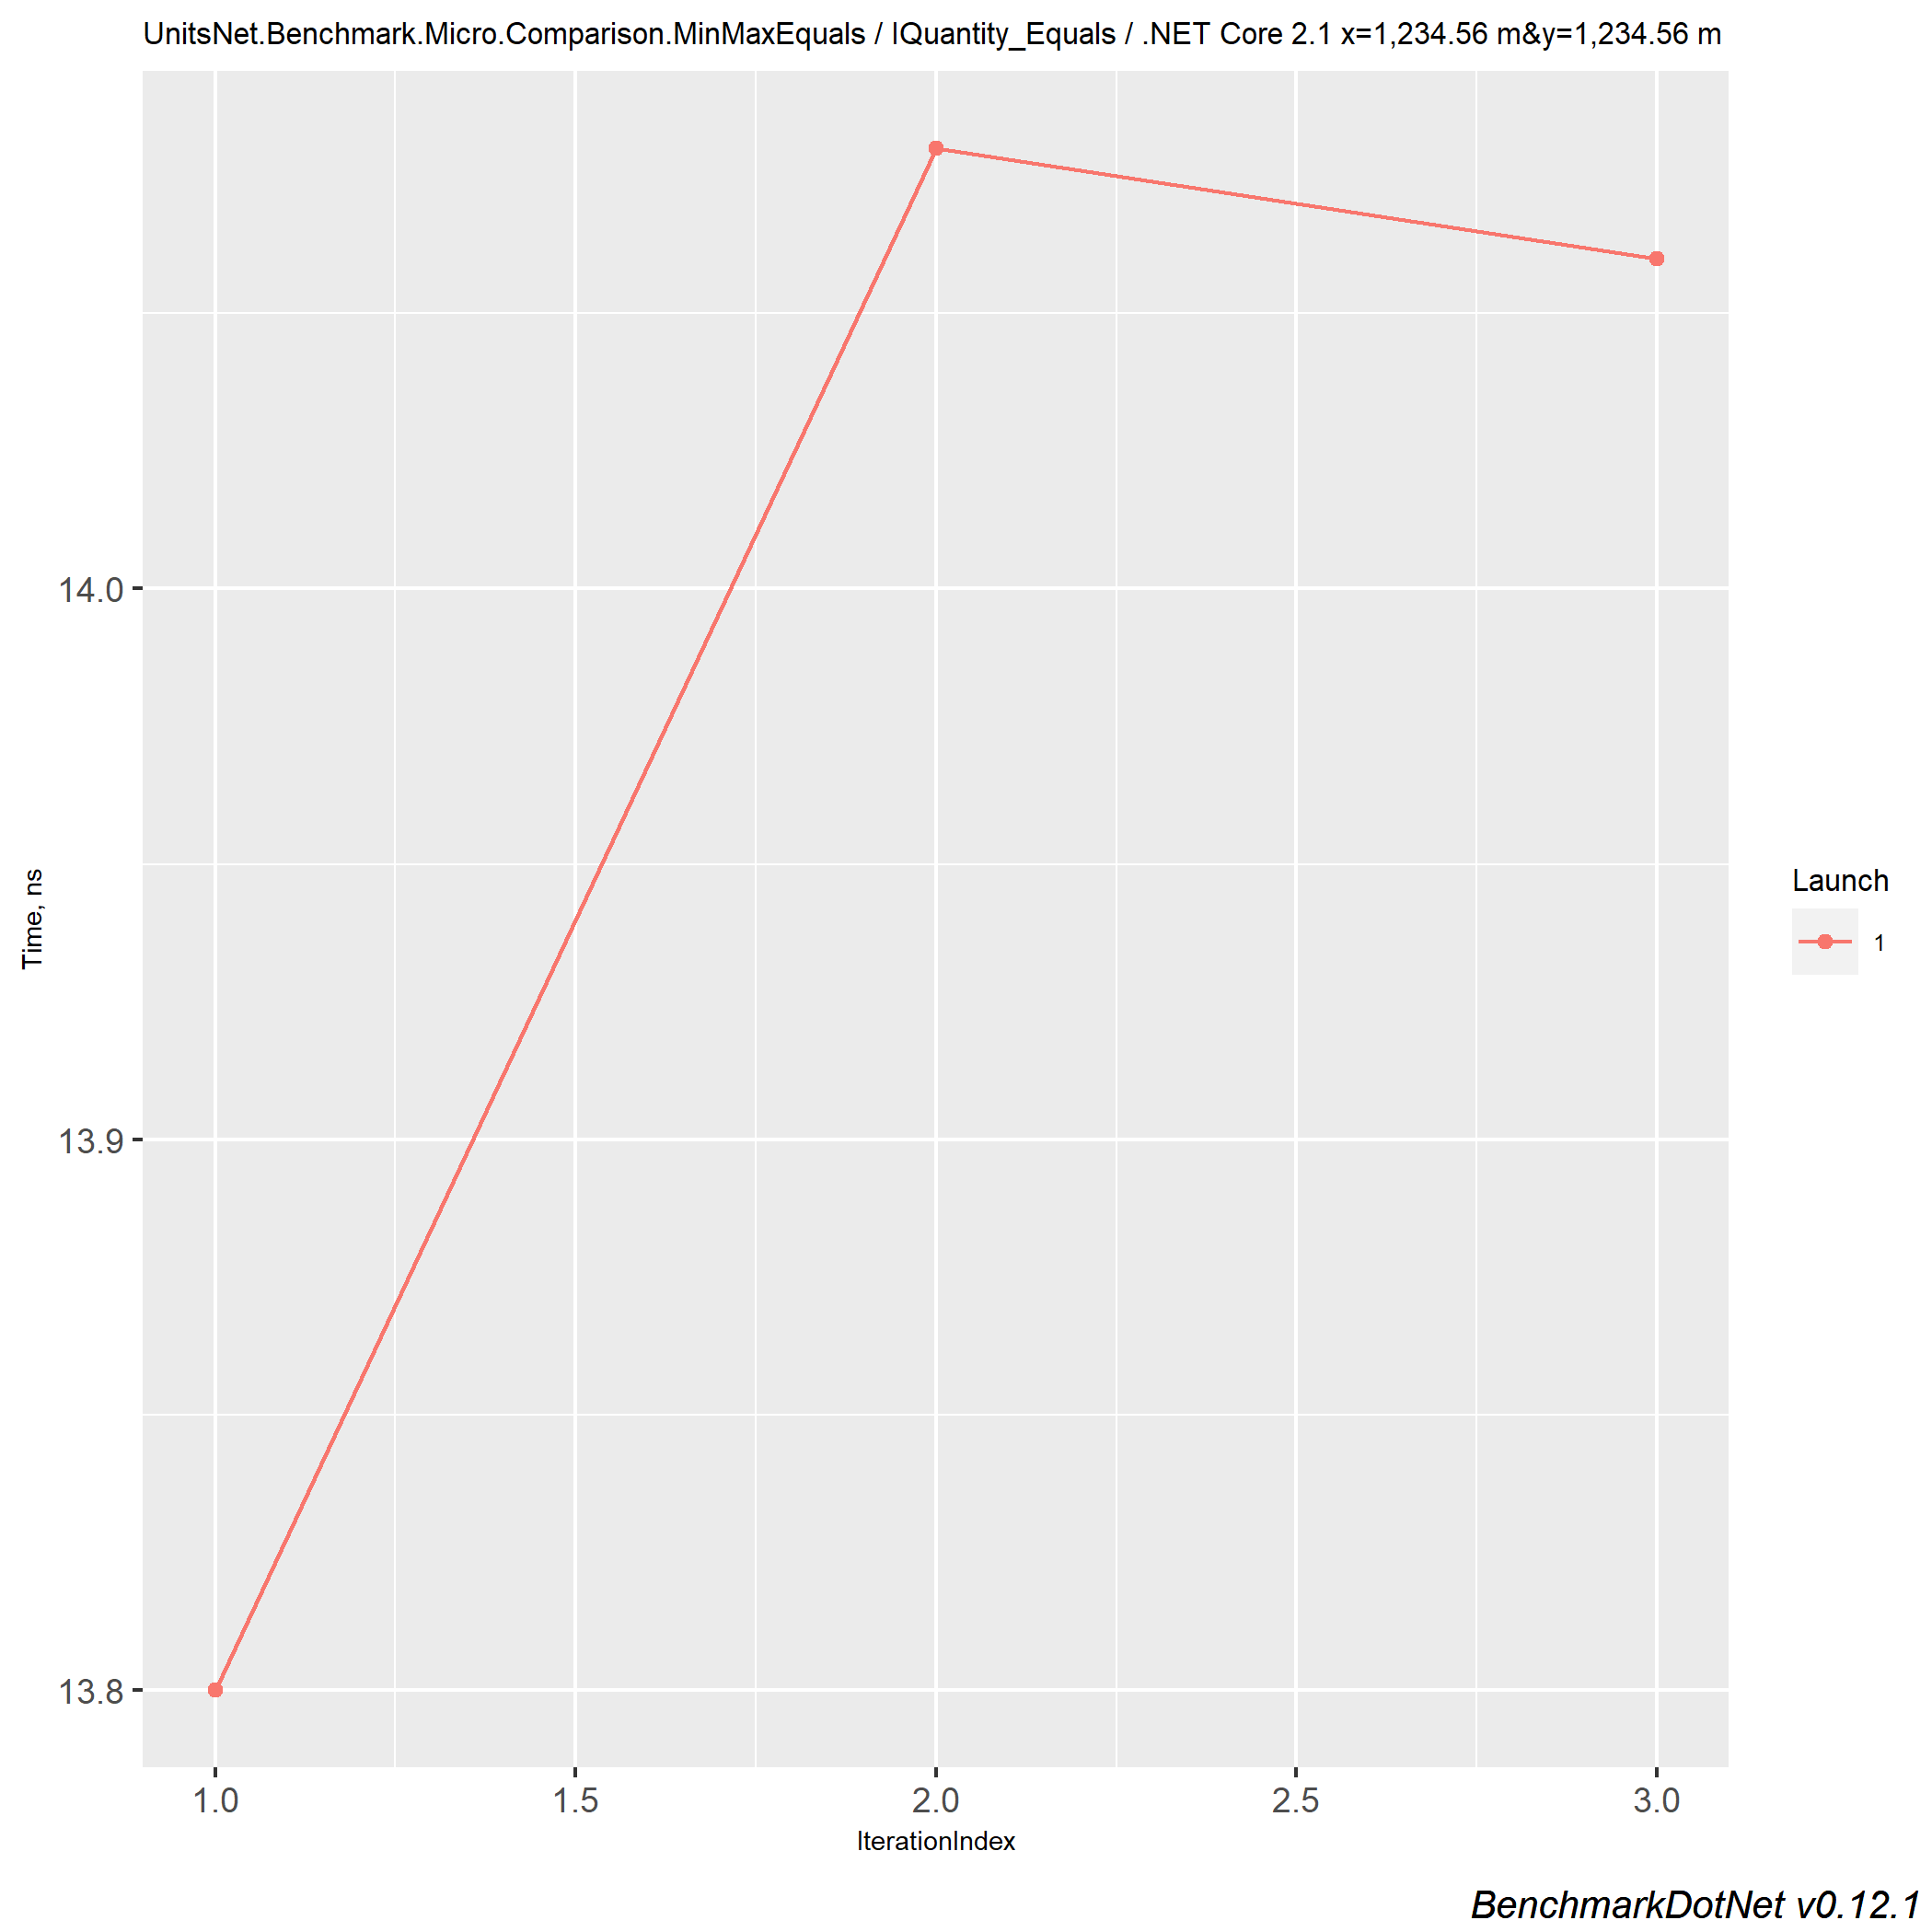 UnitsNet.Benchmark.Micro.Comparison.MinMaxEquals / IQuantity_Equals / .NET Core 2.1 x=1,234.56 m&y=1,234.56 m
14.0
13.9
13.8
Time, ns
1.0 1.5 2.0 2.5 3.0
IterationIndex
Launch
1
BenchmarkDotNet v0.12.1